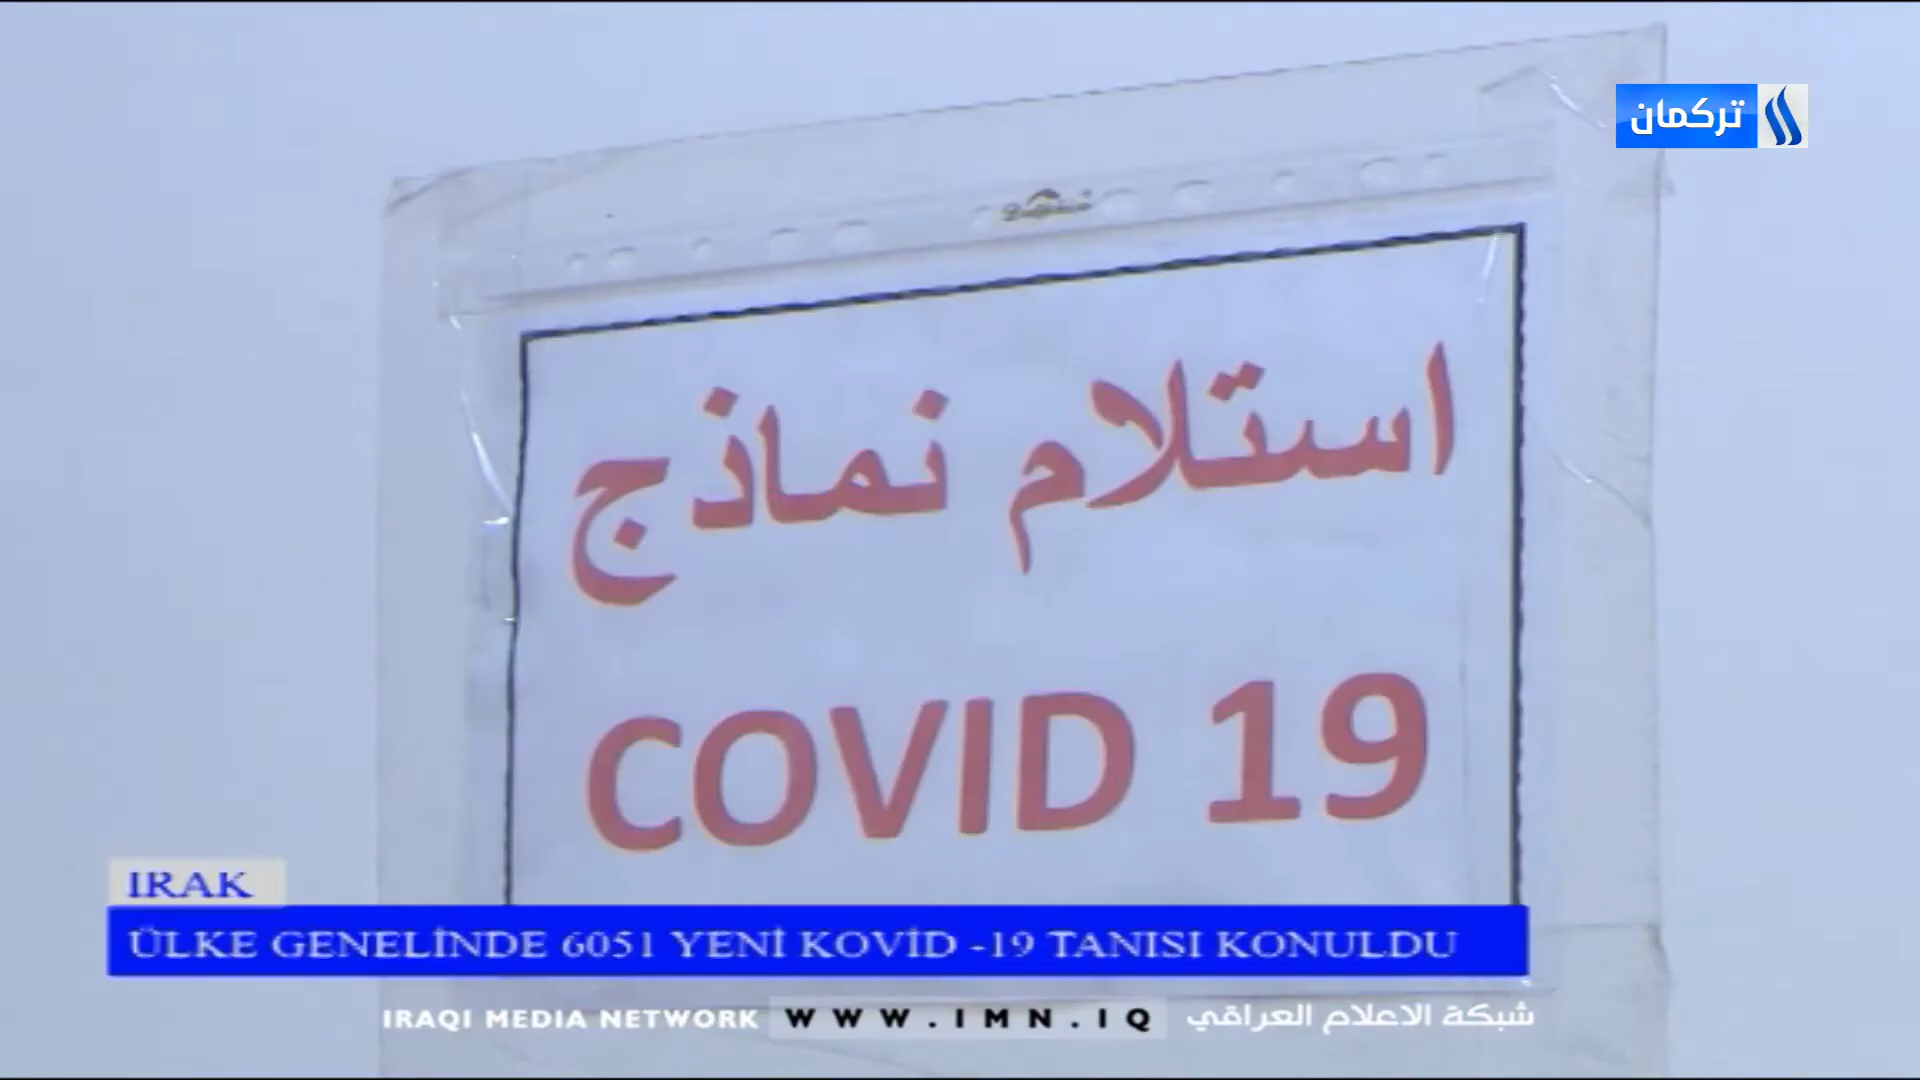 تركمان
استلام نماذج
COVID 19
IRAK
ÜLKE GENELİNDE 6051 YENİ KOVİD -19 TANISI KONULDU
IRAQI MEDIA NETWORK WWW.IMN.IQ شبكة الاعلام العراقي